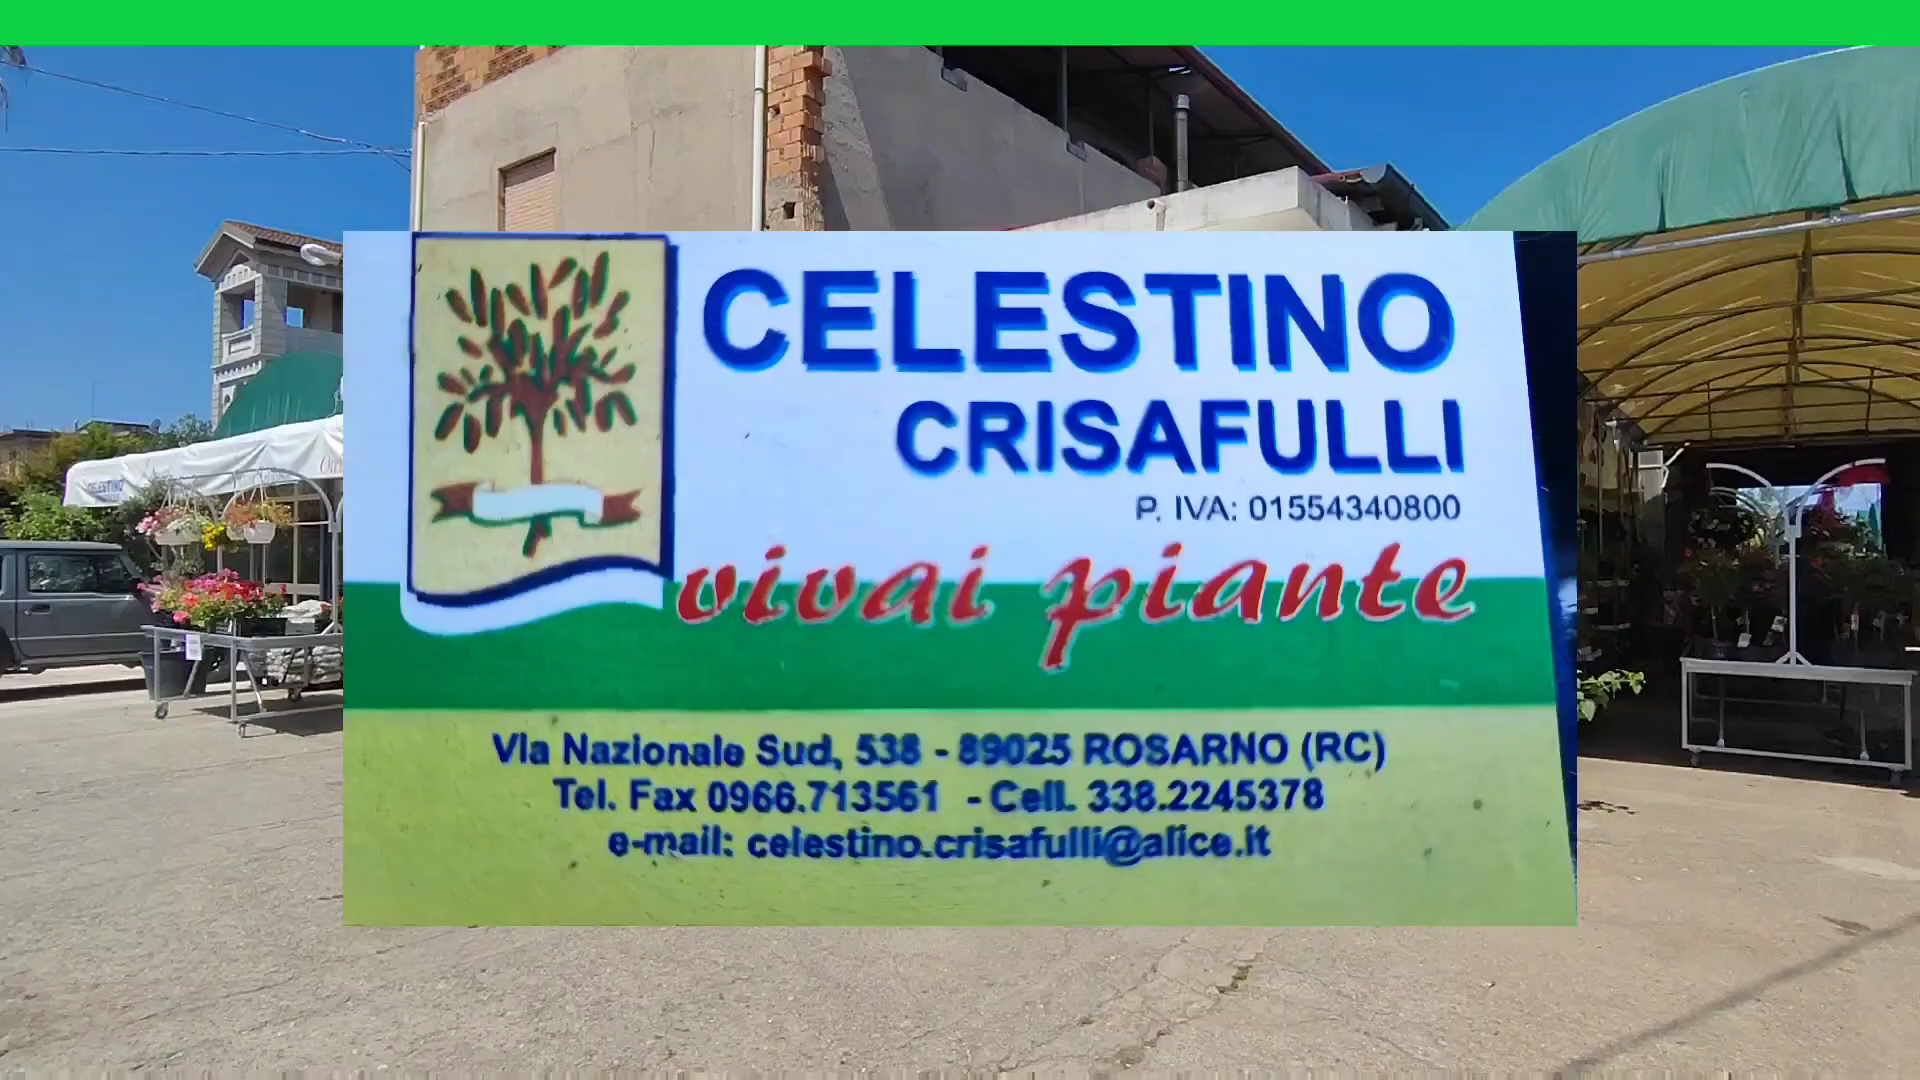 CELESTINO
CRISAFULLI
P. IVA: 01554340800
vivai piante
Via Nazionale Sud, 538 - 89025 ROSARNO (RC)
Tel. Fax 0966.713561 - Cell. 338.2245378
e-mail: celestino.crisafulli@alice.it
CELESTINO